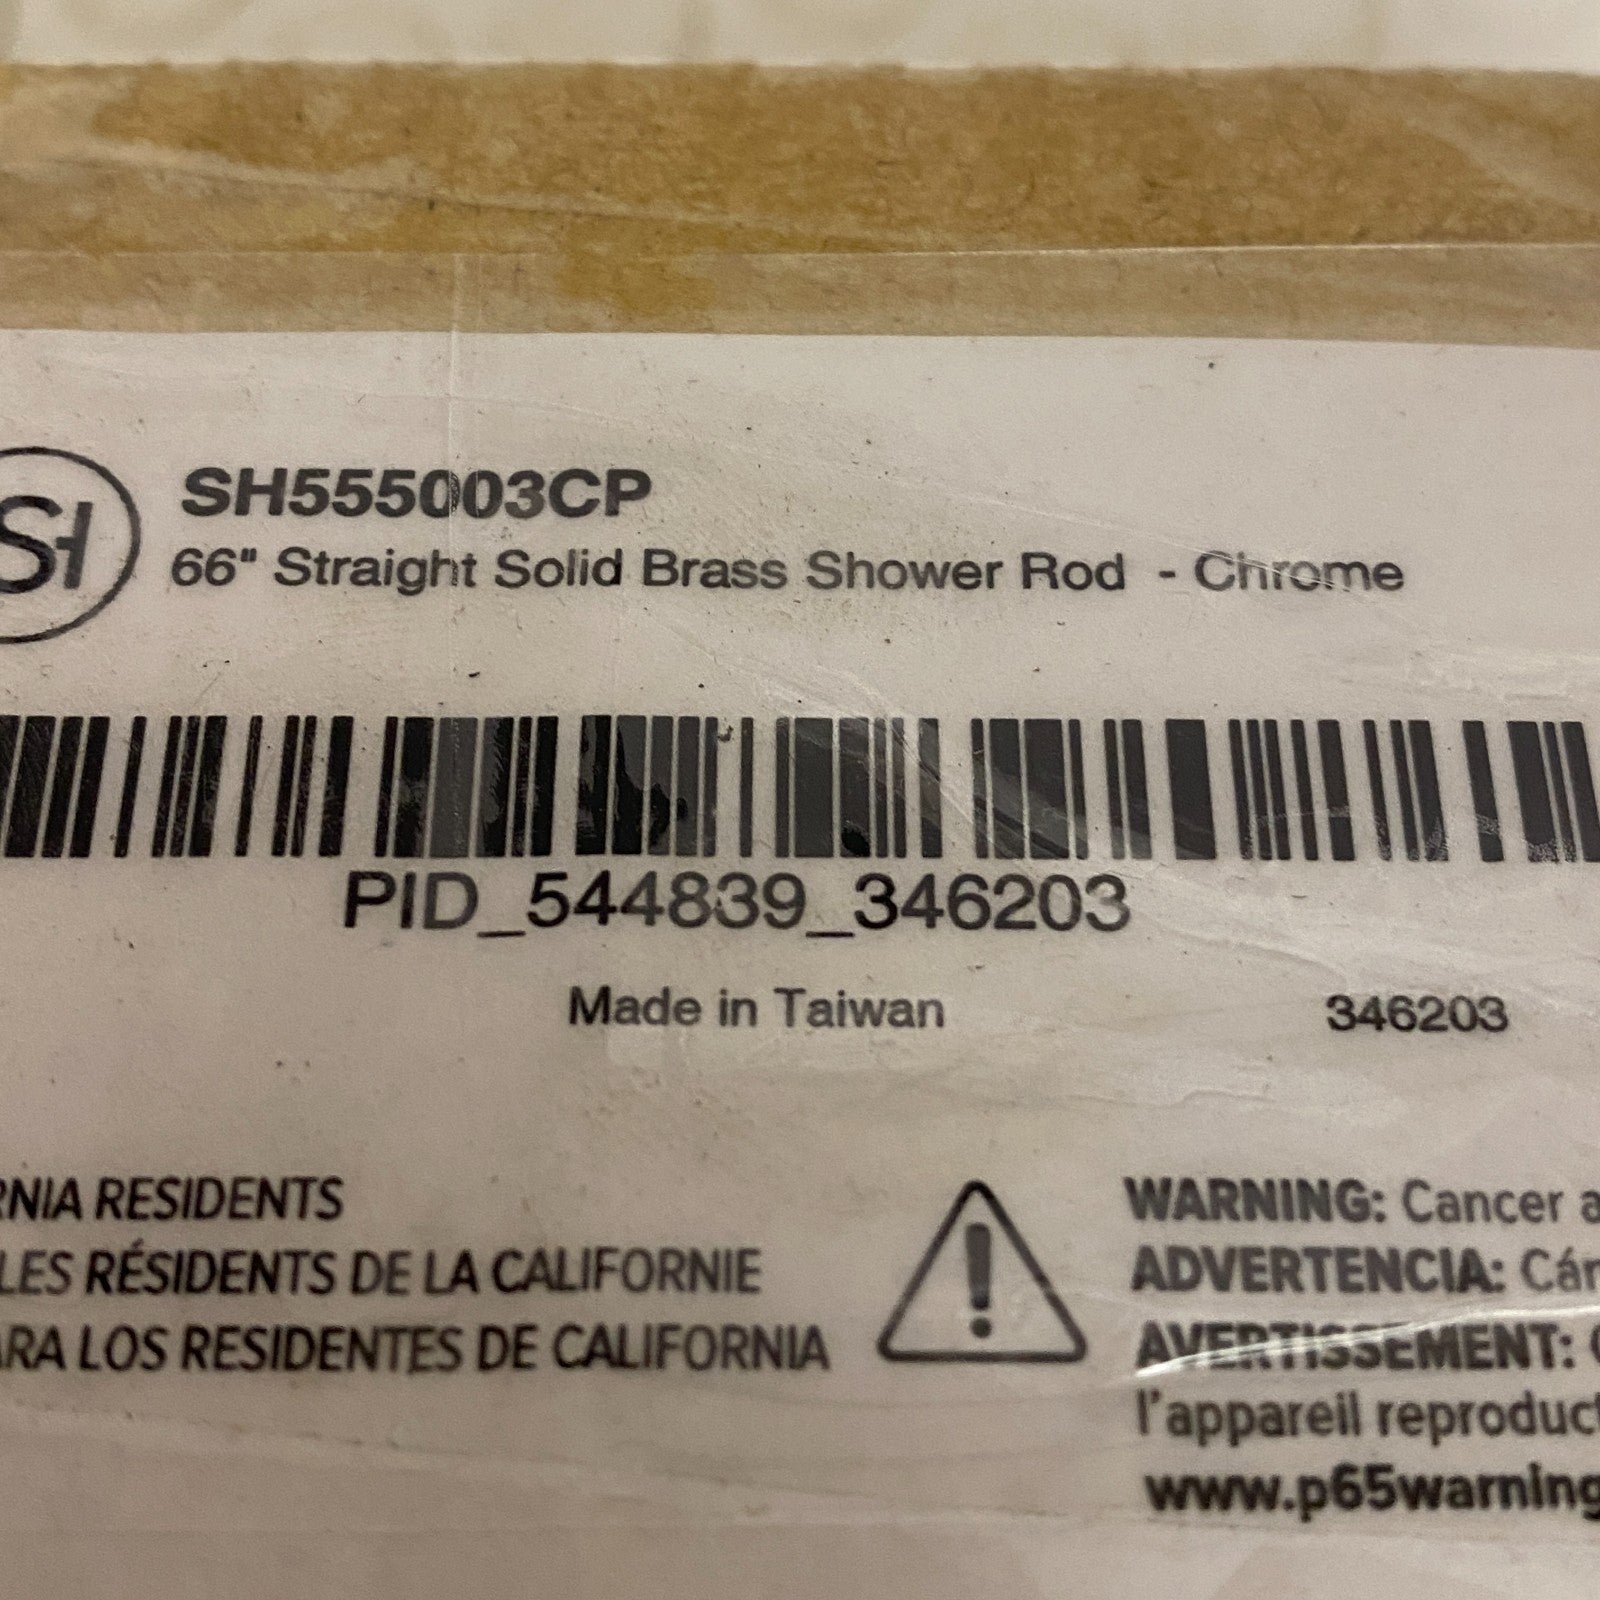 SH
SH555003CP
66" Straight Solid Brass Shower Rod - Chrome
PID_544839_346203
Made in Taiwan 346203
RNIA RESIDENTS
LES RÉSIDENTS DE LA CALIFORNIE
ARA LOS RESIDENTES DE CALIFORNIA
WARNING: Cancer a
ADVERTENCIA: Cán
AVERTISSEMENT:
l'appareil reproduct
www.p65warning